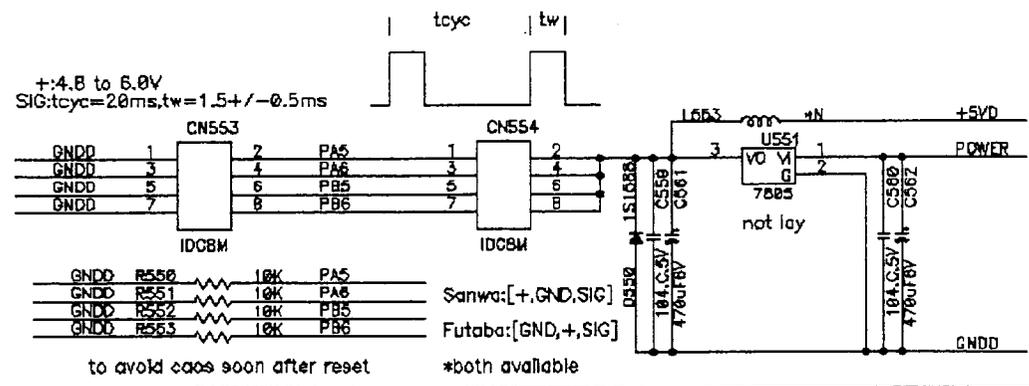 tcyc tw
+:4.8 to 6.0V
SIG:tcyc=20ms,tw=1.5+/-0.5ms
CN553 CN554
L553 *N +5VD
U551
GNDD 1 2 PA5 1 2 3 VO VI 1 POWER
GNDD 3 4 PA6 3 4 G 2
GNDD 5 6 PB5 5 6 7805
GNDD 7 8 PB6 7 8 not lay
IDC8M IDC8M
1S1588 C559 C561 C560 C562
D550 104.C.5V 470uF6V 104.C.5V 470uF6V
GNDD R550 10K PA5
GNDD R551 10K PA6
GNDD R552 10K PB5
GNDD R553 10K PB6
Sanwa:[+,GND,SIG]
Futaba:[GND,+,SIG]
GNDD
to avoid caos soon after reset
*both available